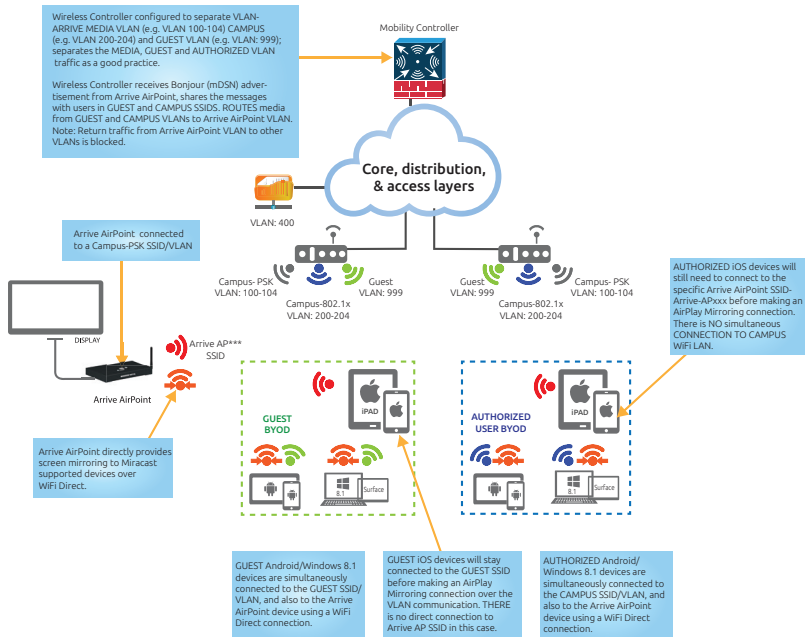 Wireless Controller configured to separate VLAN-
ARRIVE MEDIA VLAN (e.g. VLAN 100-104) CAMPUS
(e.g. VLAN 200-204) and GUEST VLAN (e.g. VLAN: 999);
separates the MEDIA, GUEST and AUTHORIZED VLAN
traffic as a good practice.
Wireless Controller receives Bonjour (mDSN) adver-
tisement from Arrive AirPoint, shares the messages
with users in GUEST and CAMPUS SSIDS. ROUTES media
from GUEST and CAMPUS VLANs to Arrive AirPoint VLAN.
Note: Return traffic from Arrive AirPoint VLAN to other
VLANs is blocked.
Mobility Controller
Core, distribution,
& access layers
VLAN: 400
Arrive AirPoint connected
to a Campus-PSK SSID/VLAN
Campus- PSK
VLAN: 100-104
Guest
VLAN: 999
Campus-802.1x
VLAN: 200-204
Guest
VLAN: 999
Campus- PSK
VLAN: 100-104
Campus-802.1x
VLAN: 200-204
AUTHORIZED iOS devices will
still need to connect to the
specific Arrive AirPoint SSID-
Arrive-APxxx before making an
AirPlay Mirroring connection.
There is NO simultaneous
CONNECTION TO CAMPUS
WiFi LAN.
DISPLAY
Arrive AP***
SSID
Arrive AirPoint
iPAD
GUEST
BYOD
8.1
Surface
iPAD
AUTHORIZED
USER BYOD
8.1
Surface
Arrive AirPoint directly provides
screen mirroring to Miracast
supported devices over
WiFi Direct.
GUEST Android/Windows 8.1
devices are simultaneously
connected to the GUEST SSID/
VLAN, and also to the Arrive
AirPoint device using a WiFi
Direct connection.
GUEST iOS devices will stay
connected to the GUEST SSID
before making an AirPlay
Mirroring connection over the
VLAN communication. THERE
is no direct connection to
Arrive AP SSID in this case.
AUTHORIZED Android/
Windows 8.1 devices are
simultaneously connected to
the CAMPUS SSID/VLAN, and
also to the Arrive AirPoint
device using a WiFi Direct
connection.